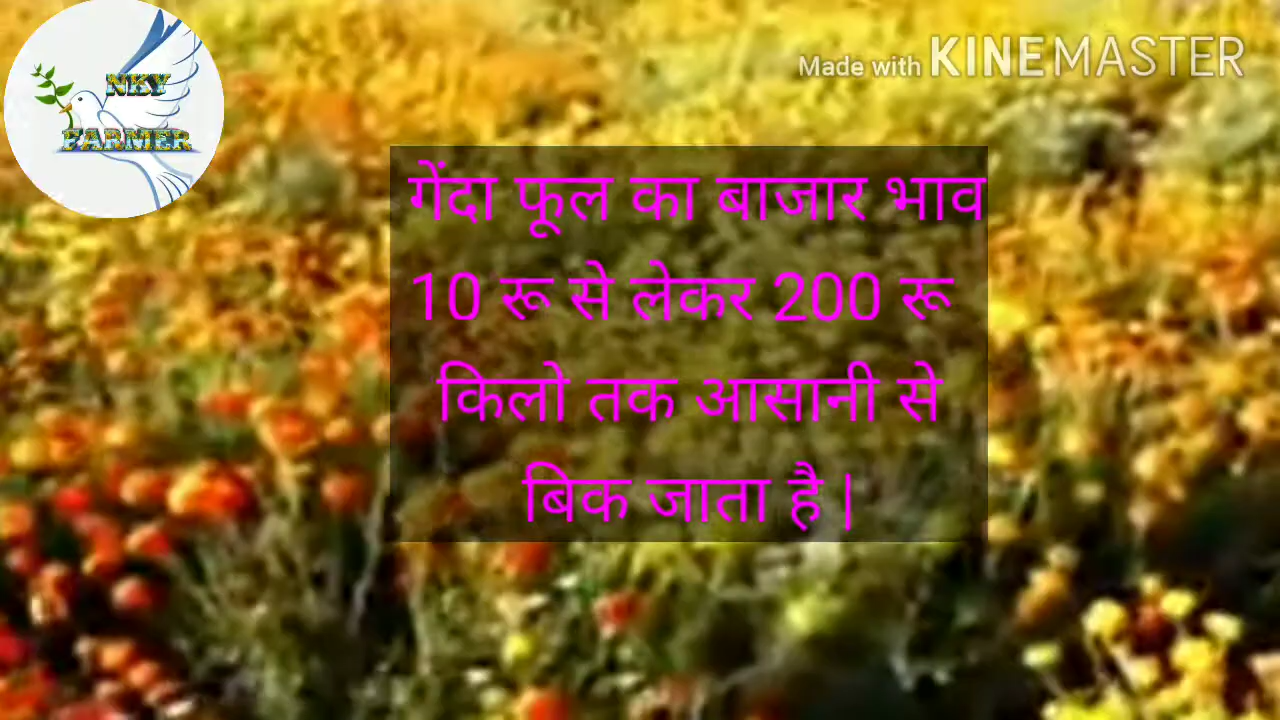 NKY
FARMER
Made with KINEMASTER
गेंदा फूल का बाजार भाव
10 रू से लेकर 200 रू
किलो तक आसानी से
बिक जाता है |